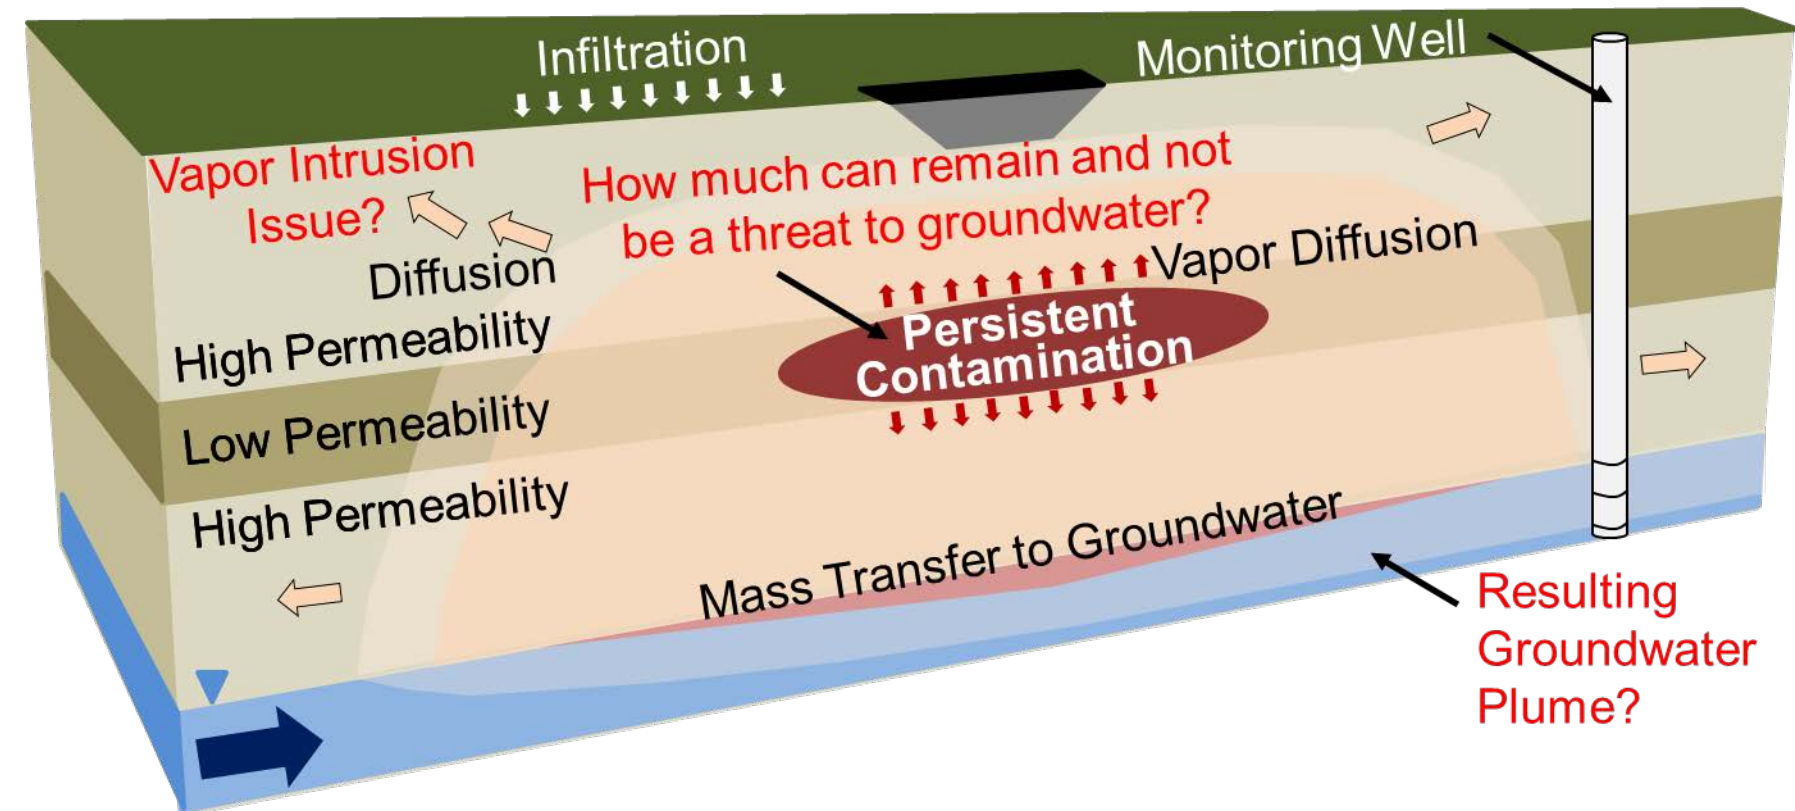 Infiltration
Monitoring Well
Vapor Intrusion
Issue?
How much can remain and not
be a threat to groundwater?
Diffusion
Vapor Diffusion
High Permeability
Persistent
Contamination
Low Permeability
High Permeability
Mass Transfer to Groundwater
Resulting
Groundwater
Plume?